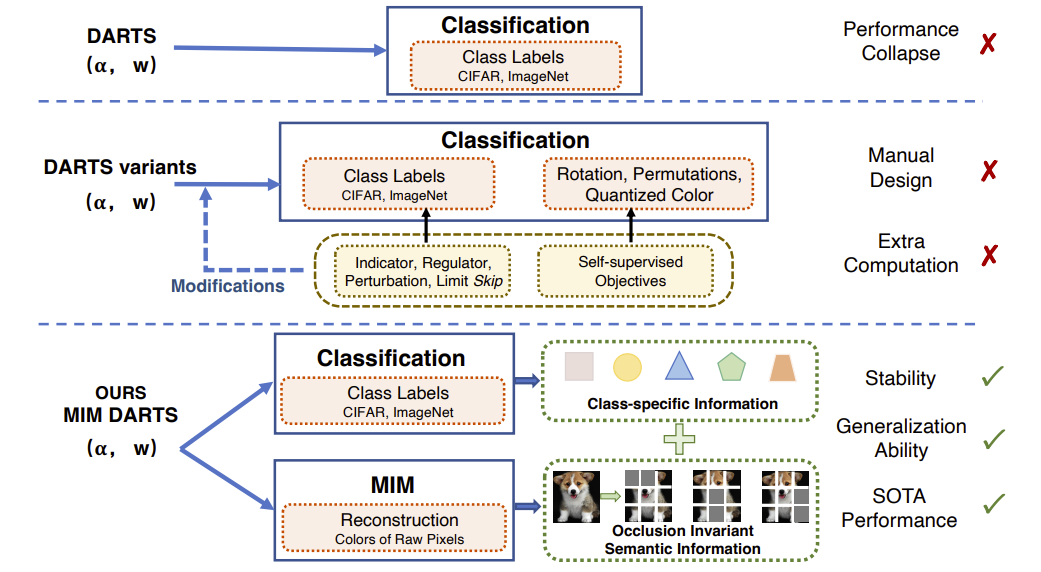 DARTS
(α, w)
Classification
Class Labels
CIFAR, ImageNet
Performance
Collapse
✗
DARTS variants
(α, w)
Modifications
Classification
Class Labels
CIFAR, ImageNet
Rotation, Permutations,
Quantized Color
Indicator, Regulator,
Perturbation, Limit Skip
Self-supervised
Objectives
Manual
Design
✗
Extra
Computation
✗
OURS
MIM DARTS
(α, w)
Classification
Class Labels
CIFAR, ImageNet
Class-specific Information
MIM
Reconstruction
Colors of Raw Pixels
Occlusion Invariant
Semantic Information
Stability
✓
Generalization
Ability
✓
SOTA
Performance
✓